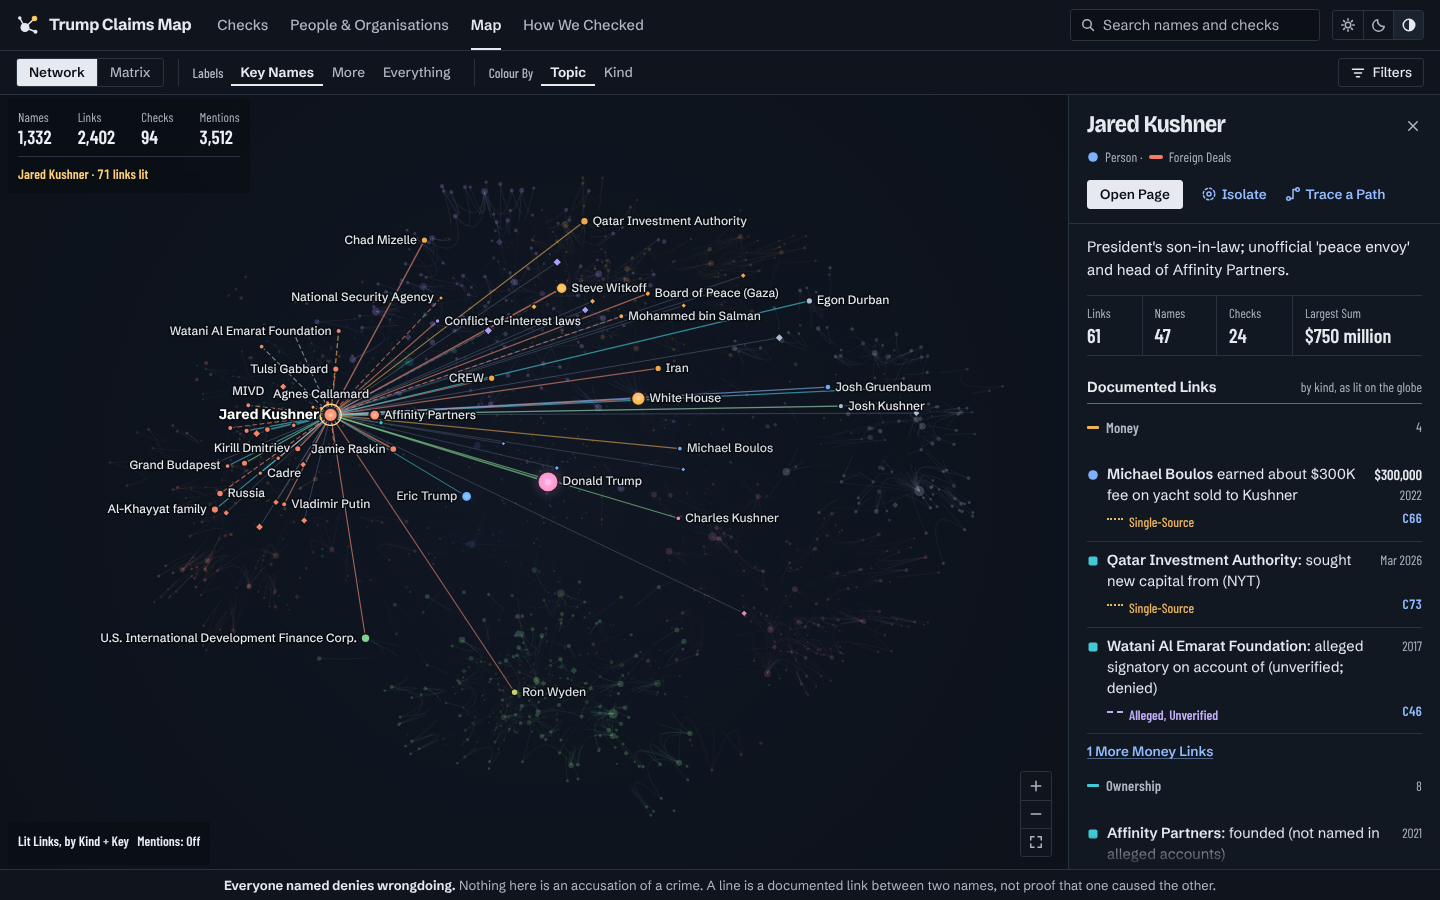 Trump Claims Map
Checks
People & Organisations
Map
How We Checked
Search names and checks
Network
Matrix
Labels
Key Names
More
Everything
Colour By
Topic
Kind
Filters
Names
Links
Checks
Mentions
1,332
2,402
94
3,512
Jared Kushner · 71 links lit
Qatar Investment Authority
Chad Mizelle
Steve Witkoff
Board of Peace (Gaza)
National Security Agency
Egon Durban
Mohammed bin Salman
Conflict-of-interest laws
Watani Al Emarat Foundation
Tulsi Gabbard
Iran
CREW
MIVD
Agnes Callamard
Josh Gruenbaum
White House
Josh Kushner
Jared Kushner
Affinity Partners
Kirill Dmitriev
Jamie Raskin
Michael Boulos
Grand Budapest
Cadre
Donald Trump
Russia
Eric Trump
Vladimir Putin
Al-Khayyat family
Charles Kushner
U.S. International Development Finance Corp.
Ron Wyden
Lit Links, by Kind + Key
Mentions: Off
Jared Kushner
Person · Foreign Deals
Open Page
Isolate
Trace a Path
President's son-in-law; unofficial 'peace envoy'
and head of Affinity Partners.
Links
Names
Checks
Largest Sum
61
47
24
$750 million
Documented Links
by kind, as lit on the globe
Money
4
Michael Boulos earned about $300K
$300,000
fee on yacht sold to Kushner
2022
Single-Source
C66
Qatar Investment Authority: sought
Mar 2026
new capital from (NYT)
Single-Source
C73
Watani Al Emarat Foundation: alleged
2017
signatory on account of (unverified;
denied)
Alleged, Unverified
C46
1 More Money Links
Ownership
8
Affinity Partners: founded (not named in
2021
alleged accounts)
Everyone named denies wrongdoing. Nothing here is an accusation of a crime. A line is a documented link between two names, not proof that one caused the other.